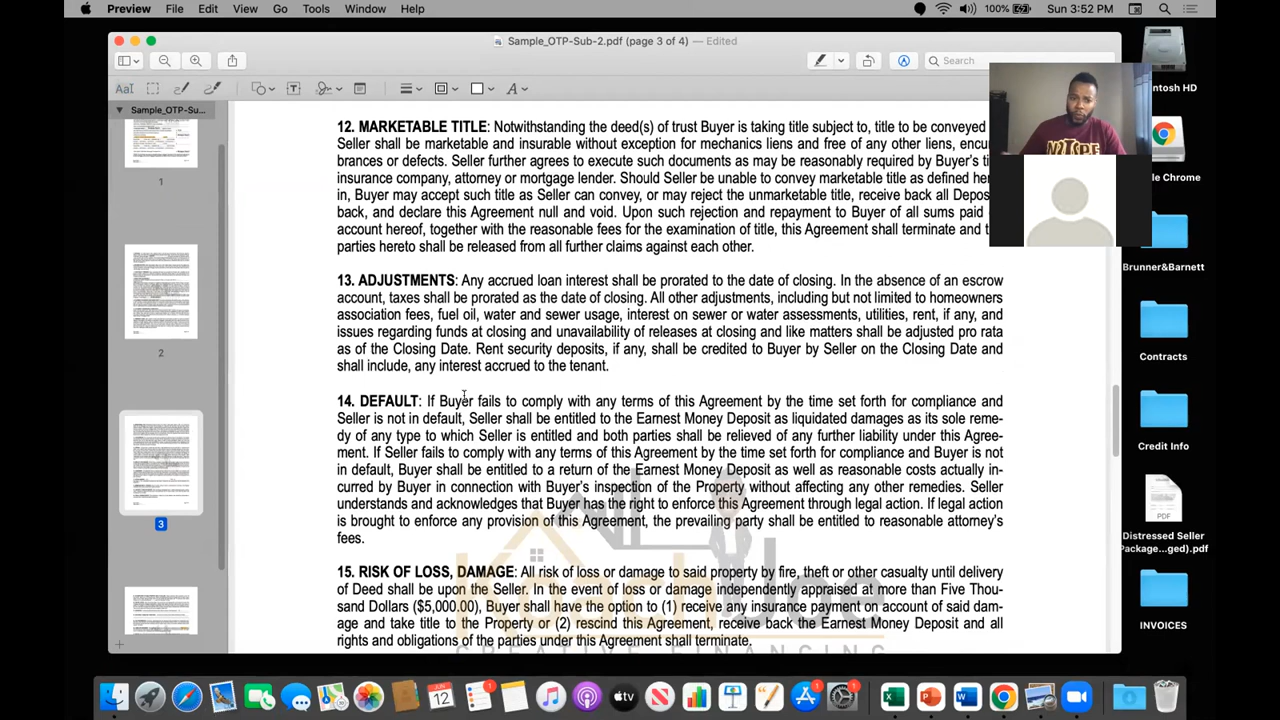 Preview File Edit View Go Tools Window Help
100% Sun 3:52 PM
Sample_OTP-Sub-2.pdf (page 3 of 4) — Edited
Search
Sample_OTP-Su...
1
2
3
12. MARKETABLE TITLE: title to be conveyed
Seller shall be marketable and insurable any other liens, encum
brances or defects. Seller further agrees to execute such documents as may be reasonably required by Buyer's ti
insurance company, attorney or mortgage lender. Should Seller be unable to convey marketable title as defined her
in, Buyer may accept such title as Seller can convey, or may reject the unmarketable title, receive back all Depos
back, and declare this Agreement null and void. Upon such rejection and repayment to Buyer of all sums paid
account hereof, together with the reasonable fees for the examination of title, this Agreement shall terminate and t
parties hereto shall be released from all further claims against each other.
13. ADJUSTMENTS: Any accrued loan interest shall be prorated to the date of closing. In the absence of an escrow
account, taxes shall be prorated as the date of closing. All other adjustments, including but not limited to homeowners
association fees, fuel oil, water and sewer usage, interest on sewer or water assessments, utilities, rent, if any, and
issues regarding funds at closing and unavailability of releases at closing and like maters shall be adjusted pro rata
as of the Closing Date. Rent security deposits, if any, shall be credited to Buyer by Seller on the Closing Date and
shall include, any interest accrued to the tenant.
14. DEFAULT: If Buyer fails to comply with any terms of this Agreement by the time set forth for compliance and
Seller is not in default, Seller shall be entitled to the Earnest Money Deposit as liquidated damages as its sole reme-
dy of any type to which Seller is entitled and both parties shall be relieved of any further liability under this Agree-
ment. If Seller fails to comply with any terms of this Agreement by the time set forth for compliance and Buyer is not
in default, Buyer shall be entitled to a return of the Earnest Money Deposit as well as reasonable costs actually in-
curred by Buyer in connection with Buyer inspection of the Property without affecting any other remedies. Seller
understands and acknowledges that Buyer has the right to enforce this Agreement through legal action. If legal action
is brought to enforce any provision of this Agreement, the prevailing party shall be entitled to reasonable attorney's
fees.
15. RISK OF LOSS, DAMAGE: All risk of loss or damage to said property by fire, theft or other casualty until delivery
of Deed shall be upon the Seller. In the event of loss or damage independently appraised at more than Five Thou-
sand Dollars ($5,000.00), Buyer shall have the option to (1) receive any insurance payment on account of said dam-
age and take title to the Property or (2) rescind this Agreement, receive back the Earnest Money Deposit and all
rights and obligations of the parties under this Agreement shall terminate.
CREATIVE FINANCING
Chrome
Brunner&Barnett
Contracts
Credit Info
PDF
Distressed Seller
Package...ged).pdf
INVOICES
JUN
12
tv